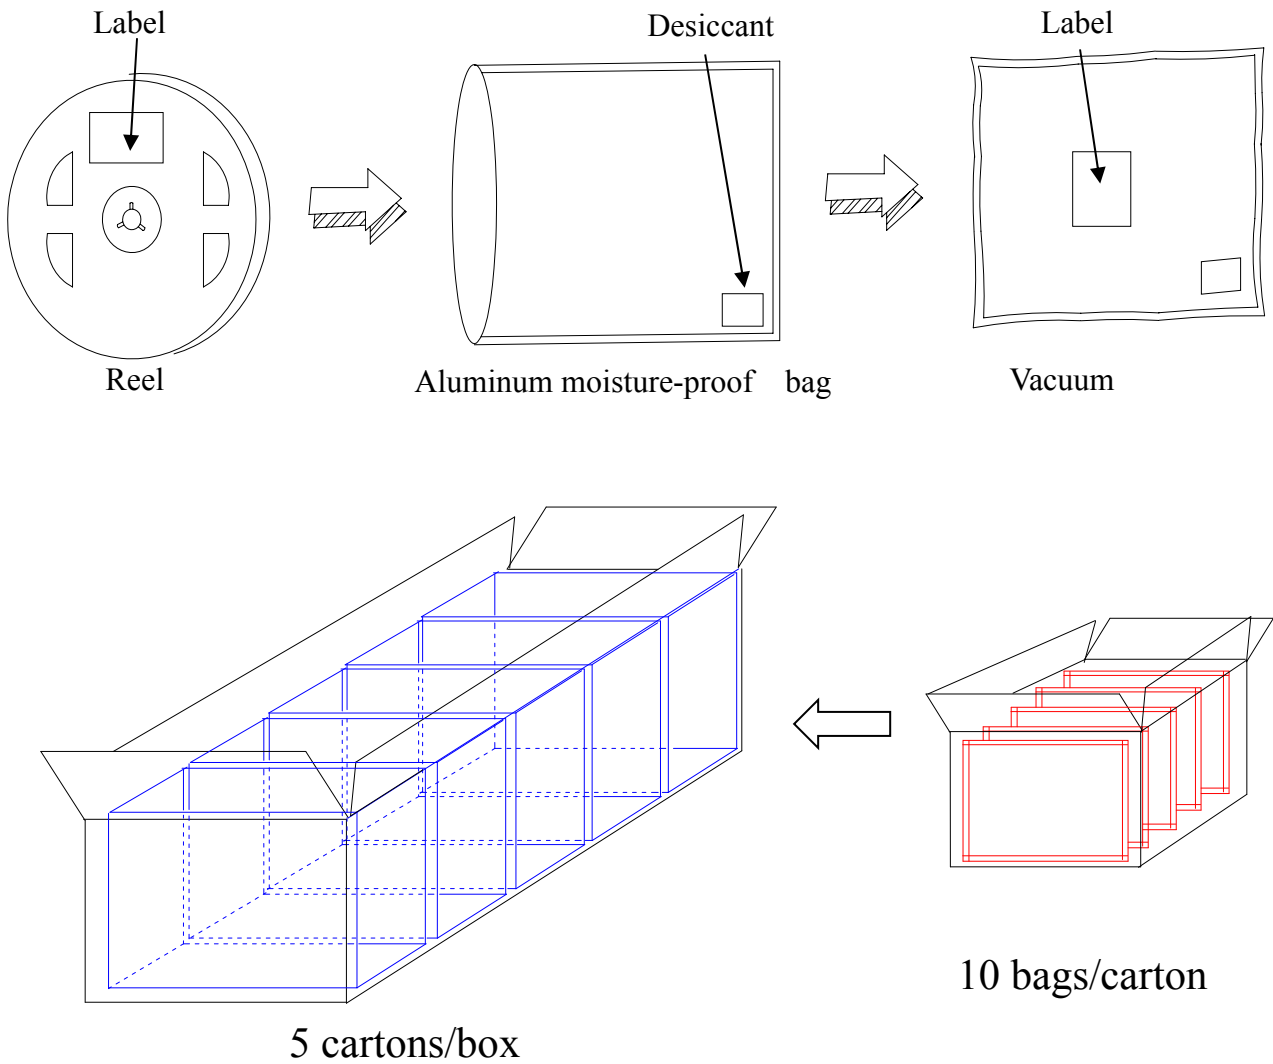 Label
Desiccant
Label
Reel
Aluminum moisture-proof bag
Vacuum
10 bags/carton
5 cartons/box